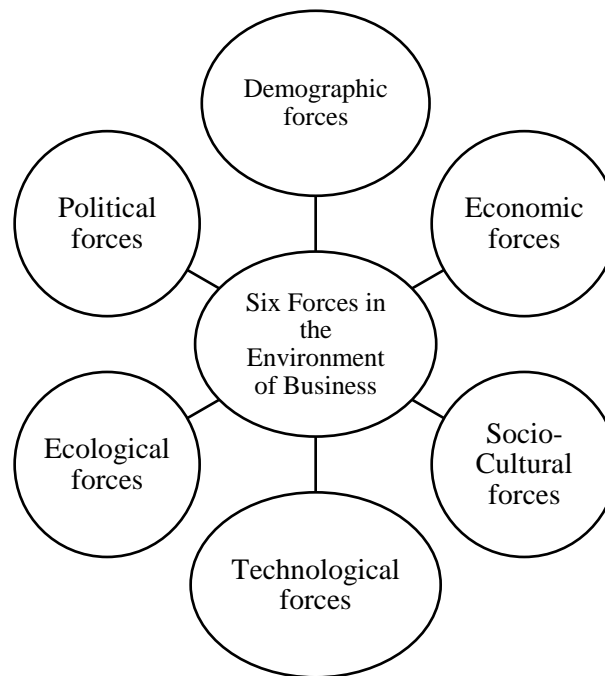 Demographic
forces
Political
forces
Economic
forces
Six Forces in
the
Environment
of Business
Ecological
forces
Socio-
Cultural
forces
Technological
forces